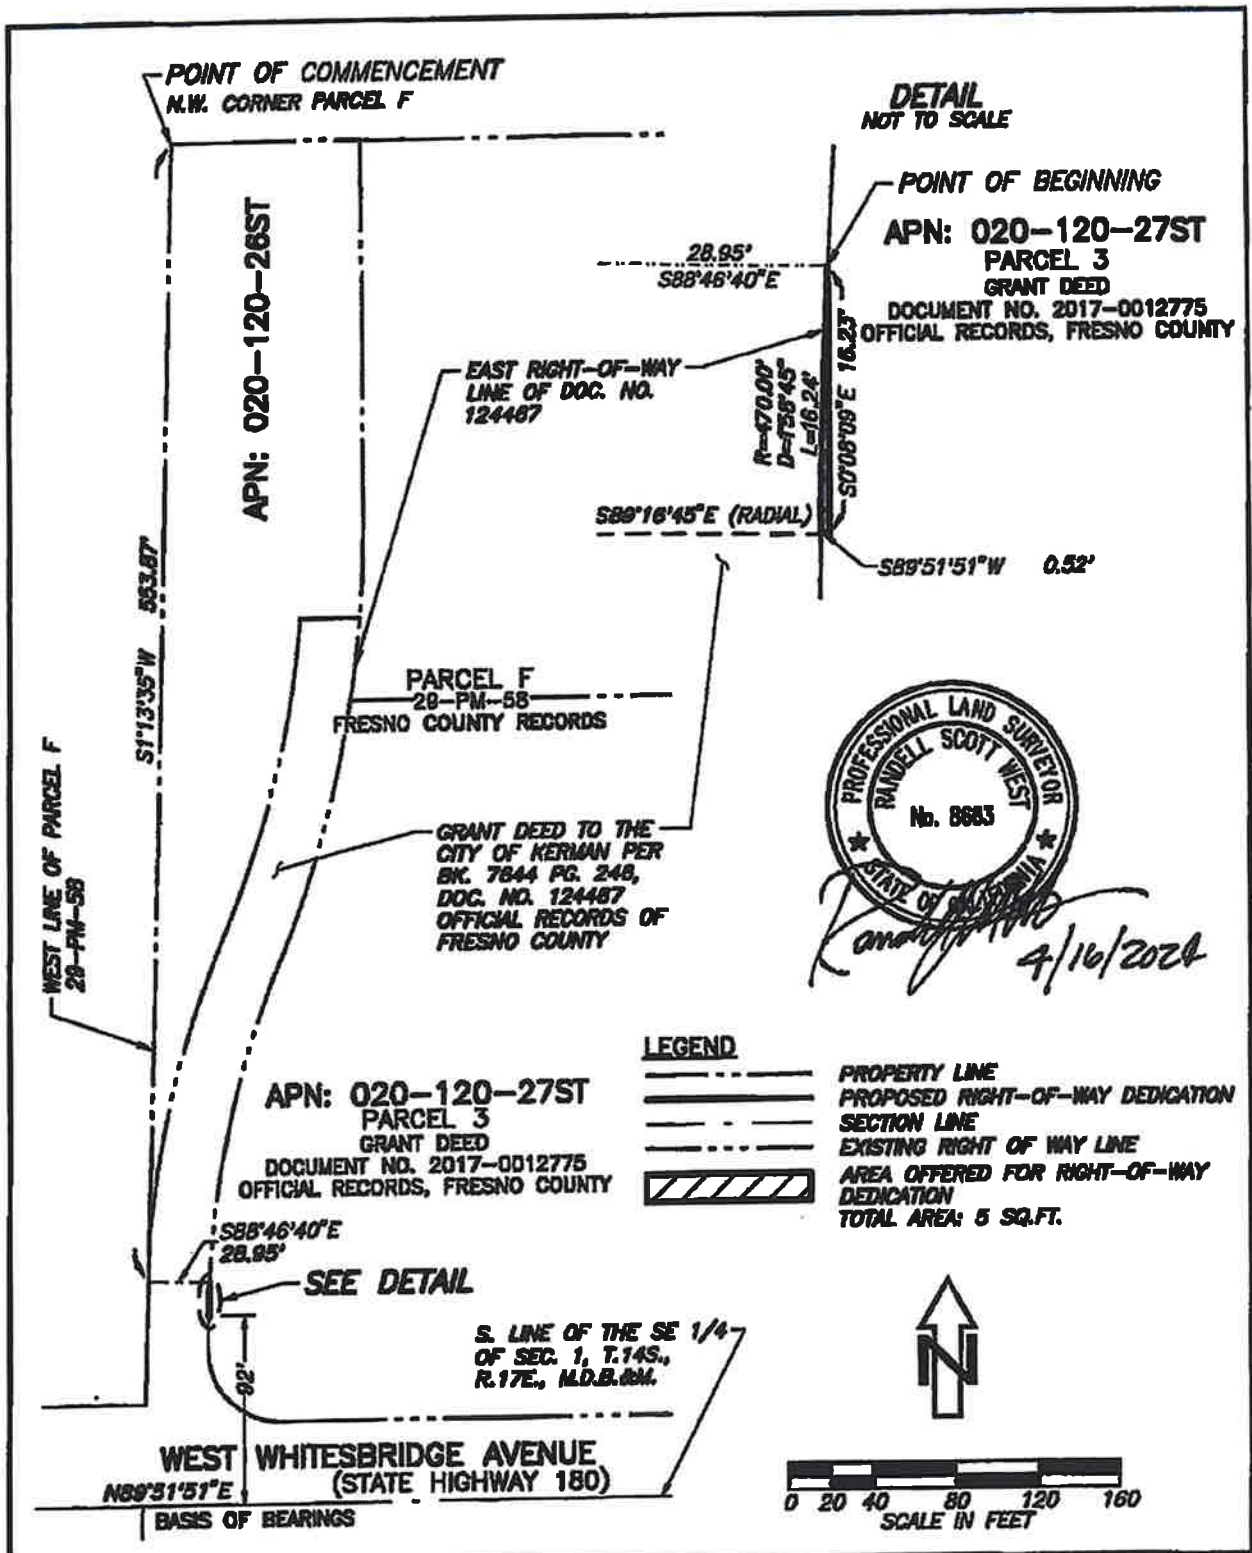 POINT OF COMMENCEMENT
N.W. CORNER PARCEL F
DETAIL
NOT TO SCALE
POINT OF BEGINNING
APN: 020-120-27ST
PARCEL 3
GRANT DEED
DOCUMENT NO. 2017-0012775
OFFICIAL RECORDS, FRESNO COUNTY
28.95'
S88°46'40"E
APN: 020-120-26ST
EAST RIGHT-OF-WAY
LINE OF DOC. NO.
124487
R=470.00'
D=1°58'45"
L=16.24'
S0°08'09"E 16.23'
S89°16'45"E (RADIAL)
S89°51'51"W 0.52'
S1°13'35"W 553.87'
PARCEL F
29-PM-58
FRESNO COUNTY RECORDS
WEST LINE OF PARCEL F
29-PM-58
GRANT DEED TO THE
CITY OF KERMAN PER
BK. 7644 PG. 246,
DOC. NO. 124487
OFFICIAL RECORDS OF
FRESNO COUNTY
PROFESSIONAL LAND SURVEYOR
RANDELL SCOTT WEST
No. 8683
STATE OF CALIFORNIA
4/16/2024
LEGEND
PROPERTY LINE
PROPOSED RIGHT-OF-WAY DEDICATION
SECTION LINE
EXISTING RIGHT OF WAY LINE
AREA OFFERED FOR RIGHT-OF-WAY
DEDICATION
TOTAL AREA: 5 SQ.FT.
APN: 020-120-27ST
PARCEL 3
GRANT DEED
DOCUMENT NO. 2017-0012775
OFFICIAL RECORDS, FRESNO COUNTY
S88°46'40"E
28.95'
SEE DETAIL
S. LINE OF THE SE 1/4
OF SEC. 1, T.14S.,
R.17E., M.D.B.&M.
92'
N
WEST WHITESBRIDGE AVENUE
(STATE HIGHWAY 180)
N89°51'51"E
BASIS OF BEARINGS
0 20 40 80 120 160
SCALE IN FEET